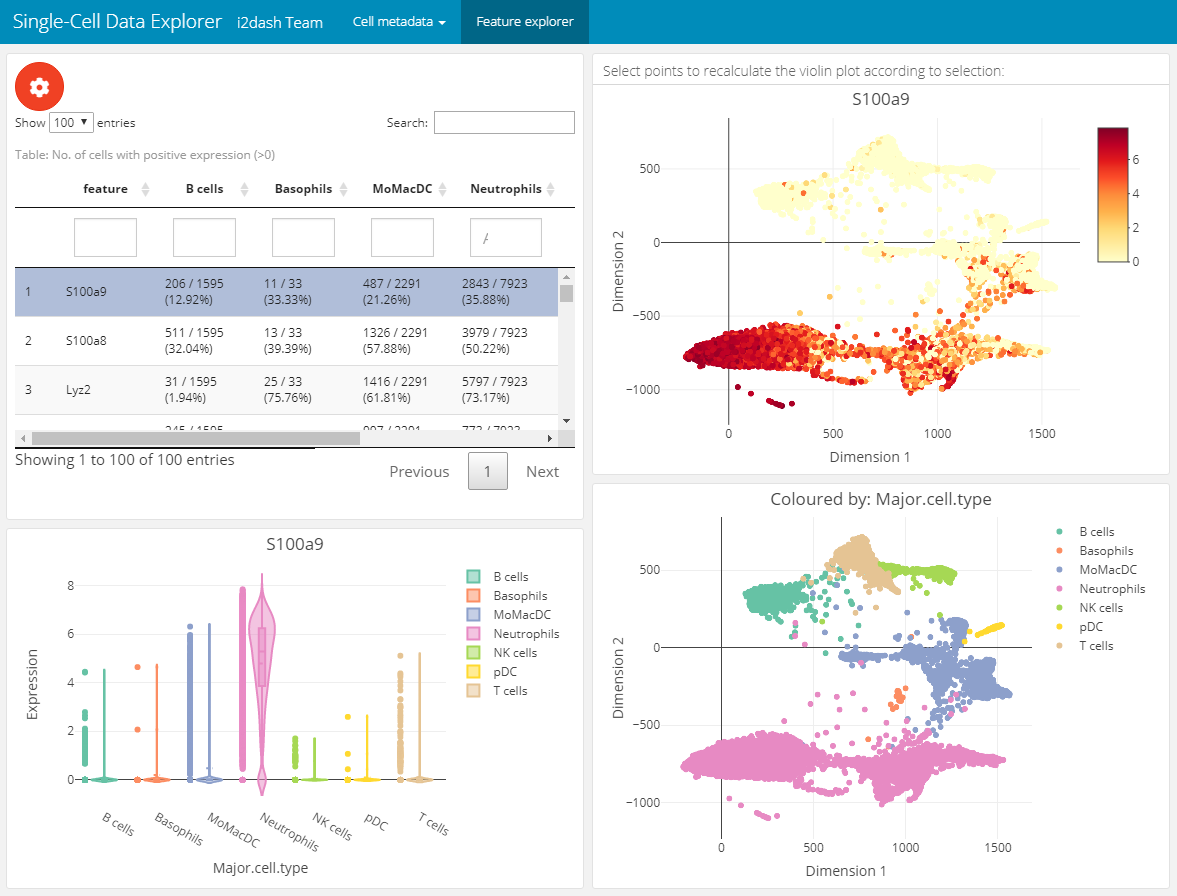 Single-Cell Data Explorer i2dash Team Cell metadata Feature explorer
Show 100 entries
Search:
Table: No. of cells with positive expression (>0)
feature B cells Basophils MoMacDC Neutrophils
1 S100a9 206 / 1595 (12.92%) 11 / 33 (33.33%) 487 / 2291 (21.26%) 2843 / 7923 (35.88%)
2 S100a8 511 / 1595 (32.04%) 13 / 33 (39.39%) 1326 / 2291 (57.88%) 3979 / 7923 (50.22%)
3 Lyz2 31 / 1595 (1.94%) 25 / 33 (75.76%) 1416 / 2291 (61.81%) 5797 / 7923 (73.17%)
Showing 1 to 100 of 100 entries
Previous 1 Next
Select points to recalculate the violin plot according to selection:
S100a9
Dimension 2
500
0
−500
−1000
0 500 1000 1500
Dimension 1
6
4
2
0
S100a9
Expression
8
6
4
2
0
B cells Basophils MoMacDC Neutrophils NK cells pDC T cells
Major.cell.type
B cells
Basophils
MoMacDC
Neutrophils
NK cells
pDC
T cells
Coloured by: Major.cell.type
Dimension 2
500
0
−500
−1000
0 500 1000 1500
Dimension 1
B cells
Basophils
MoMacDC
Neutrophils
NK cells
pDC
T cells